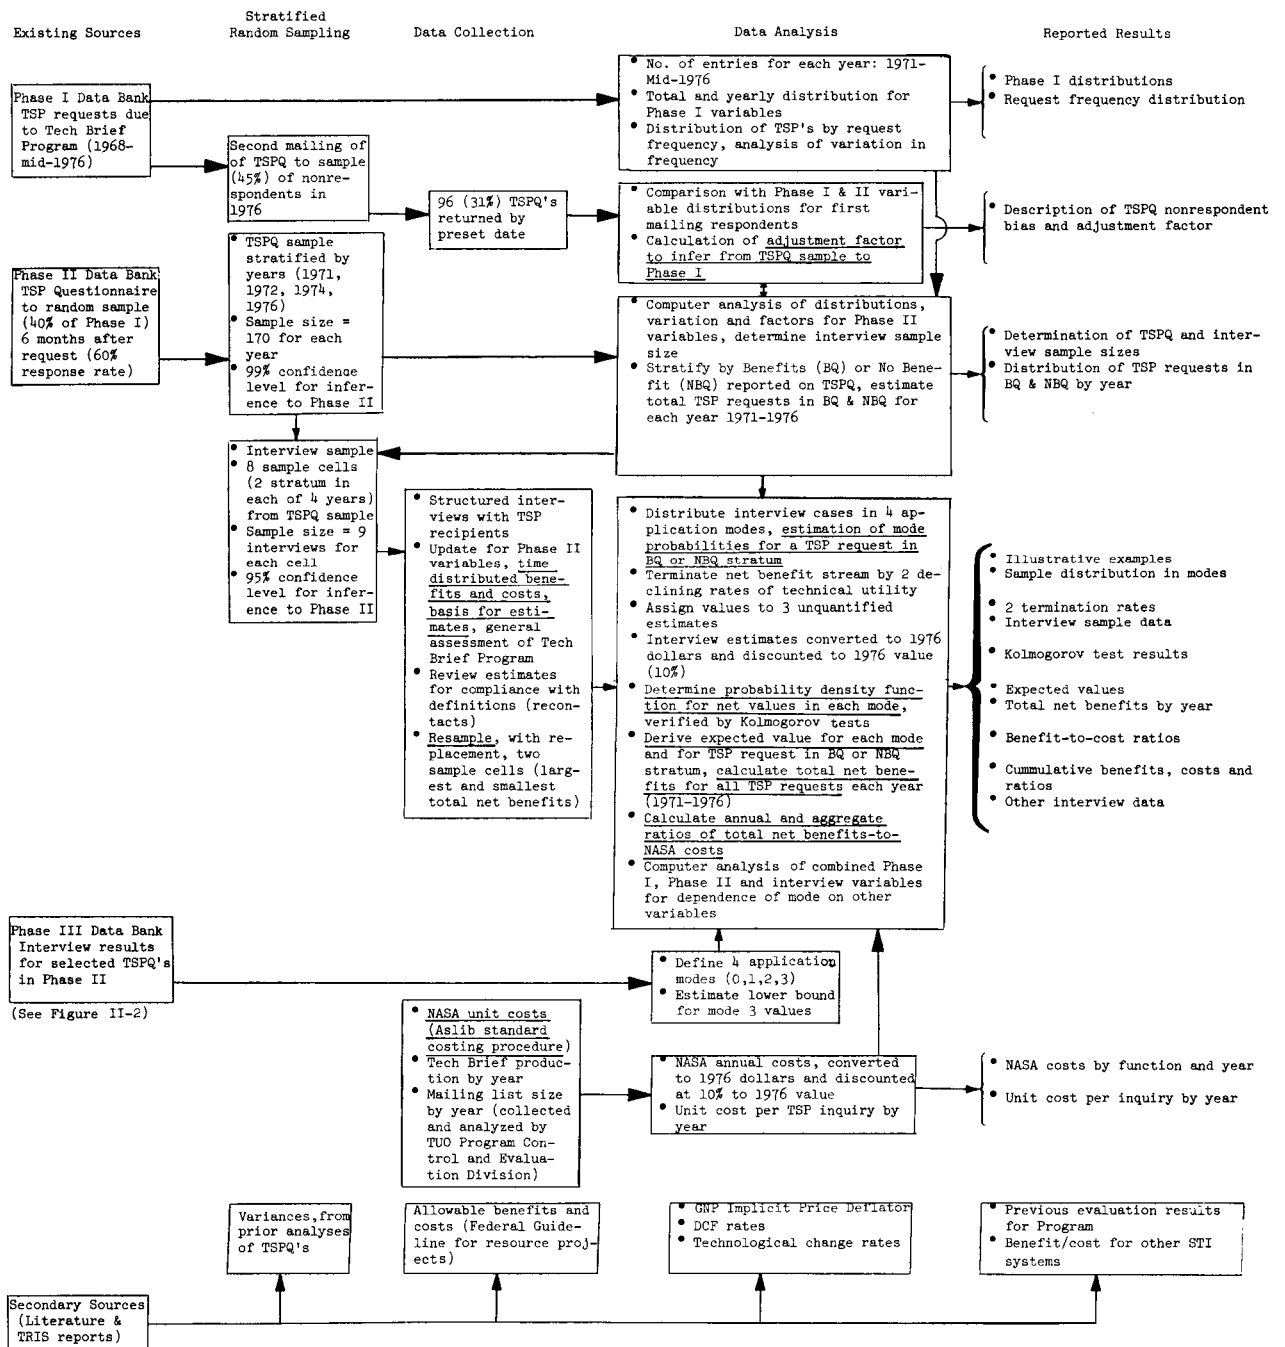 Existing Sources
Stratified
Random Sampling
Data Collection
Data Analysis
Reported Results
Phase I Data Bank
TSP requests due
to Tech Brief
Program (1968-
mid-1976)
Second mailing of
of TSPQ to sample
(45%) of nonre-
spondents in
1976
96 (31%) TSPQ's
returned by
preset date
• No. of entries for each year: 1971-
Mid-1976
• Total and yearly distribution for
Phase I variables
• Distribution of TSP's by request
frequency, analysis of variation in
frequency
• Phase I distributions
• Request frequency distribution
• Comparison with Phase I & II vari-
able distributions for first
mailing respondents
• Calculation of adjustment factor
to infer from TSPQ sample to
Phase I
• Description of TSPQ nonrespondent
bias and adjustment factor
Phase II Data Bank
TSP Questionnaire
to random sample
(40% of Phase I)
6 months after
request (60%
response rate)
• TSPQ sample
stratified by
years (1971,
1972, 1974,
1976)
• Sample size =
170 for each
year
• 99% confidence
level for infer-
ence to Phase II
• Computer analysis of distributions,
variation and factors for Phase II
variables, determine interview sample
size
• Stratify by Benefits (BQ) or No Bene-
fit (NBQ) reported on TSPQ, estimate
total TSP requests in BQ & NBQ for
each year 1971-1976
• Determination of TSPQ and inter-
view sample sizes
• Distribution of TSP requests in
BQ & NBQ by year
• Interview sample
• 8 sample cells
(2 stratum in
each of 4 years)
from TSPQ sample
• Sample size = 9
interviews for
each cell
• 95% confidence
level for infer-
ence to Phase II
• Structured inter-
views with TSP
recipients
• Update for Phase II
variables, time
distributed bene-
fits and costs,
basis for esti-
mates, general
assessment of Tech
Brief Program
• Review estimates
for compliance with
definitions (recon-
tacts)
• Resample, with re-
placement, two
sample cells (larg-
est and smallest
total net benefits)
• Distribute interview cases in 4 ap-
plication modes, estimation of mode
probabilities for a TSP request in
BQ or NBQ stratum
• Terminate net benefit stream by 2 de-
clining rates of technical utility
• Assign values to 3 unquantified
estimates
• Interview estimates converted to 1976
dollars and discounted to 1976 value
(10%)
• Determine probability density func-
tion for net values in each mode,
verified by Kolmogorov tests
• Derive expected value for each mode
and for TSP request in BQ or NBQ
stratum, calculate total net bene-
fits for all TSP requests each year
(1971-1976)
• Calculate annual and aggregate
ratios of total net benefits-to-
NASA costs
• Computer analysis of combined Phase
I, Phase II and interview variables
for dependence of mode on other
variables
• Illustrative examples
• Sample distribution in modes
• 2 termination rates
• Interview sample data
• Kolmogorov test results
• Expected values
• Total net benefits by year
• Benefit-to-cost ratios
• Cummulative benefits, costs and
ratios
• Other interview data
Phase III Data Bank
Interview results
for selected TSPQ's
in Phase II
(See Figure II-2)
• Define 4 application
modes (0,1,2,3)
• Estimate lower bound
for mode 3 values
• NASA unit costs
(Aslib standard
costing procedure)
• Tech Brief produc-
tion by year
• Mailing list size
by year (collected
and analyzed by
TUO Program Con-
trol and Evalua-
tion Division)
• NASA annual costs, converted
to 1976 dollars and discounted
at 10% to 1976 value
• Unit cost per TSP inquiry by
year
• NASA costs by function and year
• Unit cost per inquiry by year
Variances, from
prior analyses
of TSPQ's
Allowable benefits and
costs (Federal Guide-
line for resource proj-
ects)
• GNP Implicit Price Deflator
• DCF rates
• Technological change rates
• Previous evaluation results
for Program
• Benefit/cost for other STI
systems
Secondary Sources
(Literature &
TRIS reports)